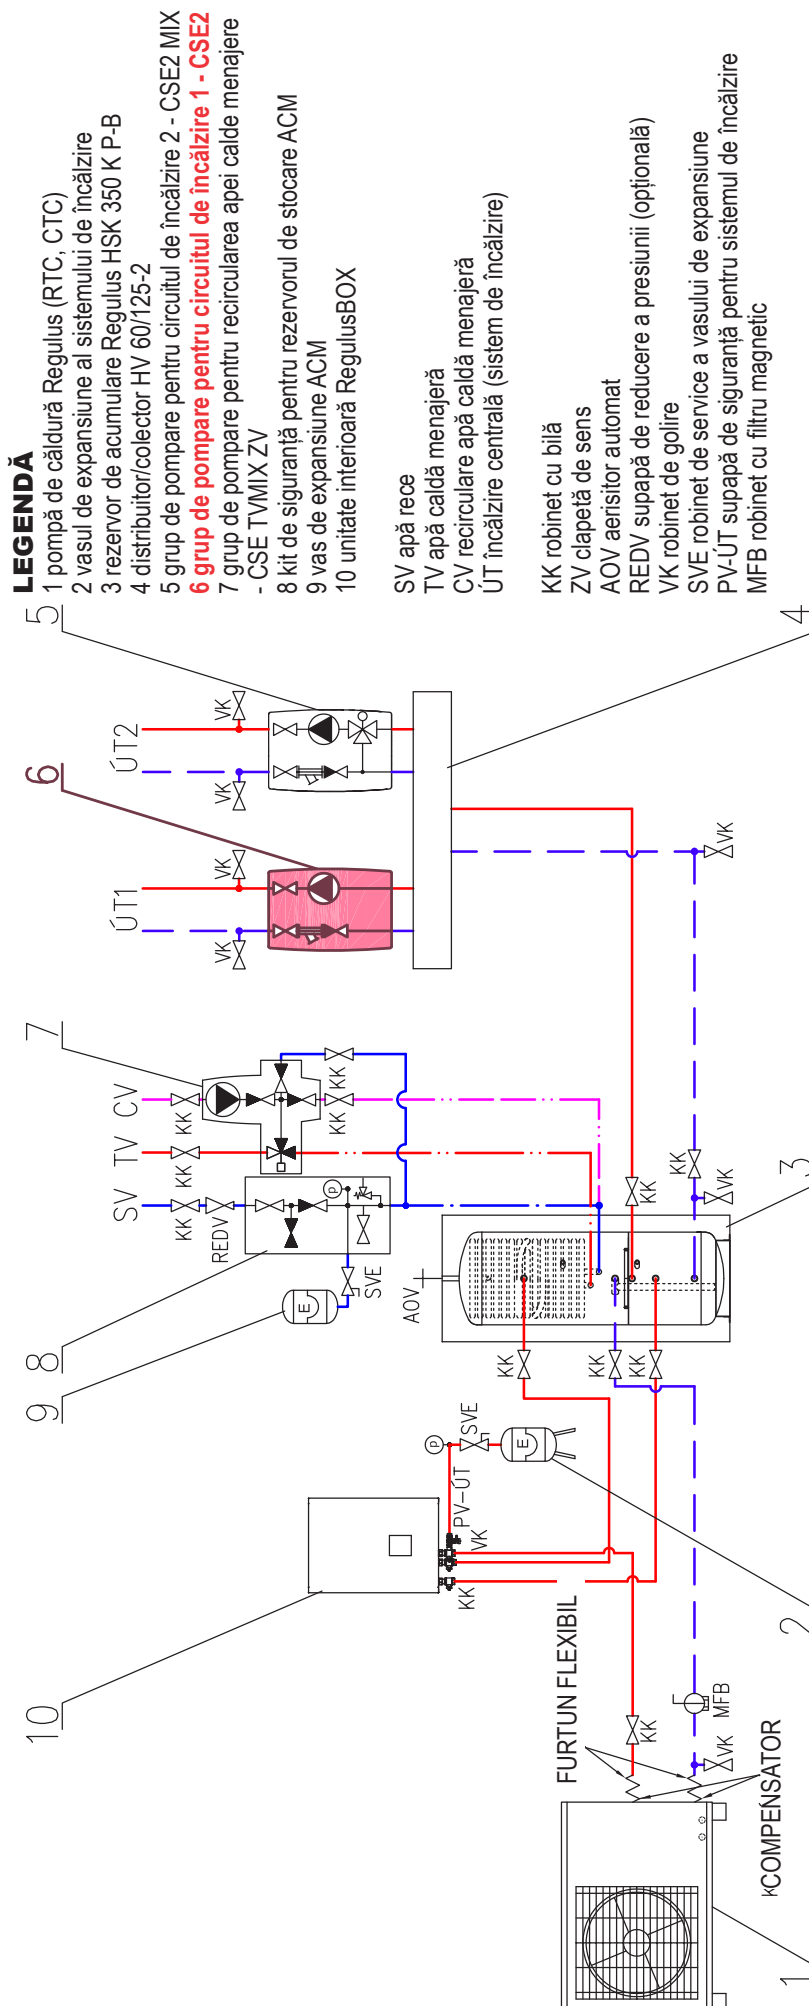 LEGENDĂ
1 pompă de căldură Regulus (RTC, CTC)
2 vasul de expansiune al sistemului de încălzire
3 rezervor de acumulare Regulus HSK 350 K P-B
4 distribuitor/colector HV 60/125-2
5 grup de pompare pentru circuitul de încălzire 2 - CSE2 MIX
6 grup de pompare pentru circuitul de încălzire 1 - CSE2
7 grup de pompare pentru recircularea apei calde menajere
- CSE TVMIX ZV
8 kit de siguranță pentru rezervorul de stocare ACM
9 vas de expansiune ACM
10 unitate interioară RegulusBOX
SV apă rece
TV apă caldă menajeră
CV recirculare apă caldă menajeră
ÚT încălzire centrală (sistem de încălzire)
KK robinet cu bilă
ZV clapetă de sens
AOV aerisitor automat
REDV supapă de reducere a presiunii (opțională)
VK robinet de golire
SVE robinet de service a vasului de expansiune
PV-ÚT supapă de siguranță pentru sistemul de încălzire
MFB robinet cu filtru magnetic
10
9
8
7
6
5
SV
TV
CV
ÚT1
ÚT2
KK
KK
KK
REDV
VK
VK
VK
VK
p
E
SVE
KK
KK
AOV
p
SVE
E
PV-ÚT
VK
KK
KK
KK
KK
KK
KK
VK
VK
FURTUN FLEXIBIL
KK
MFB
VK
KCOMPENSATOR
1
2
3
4